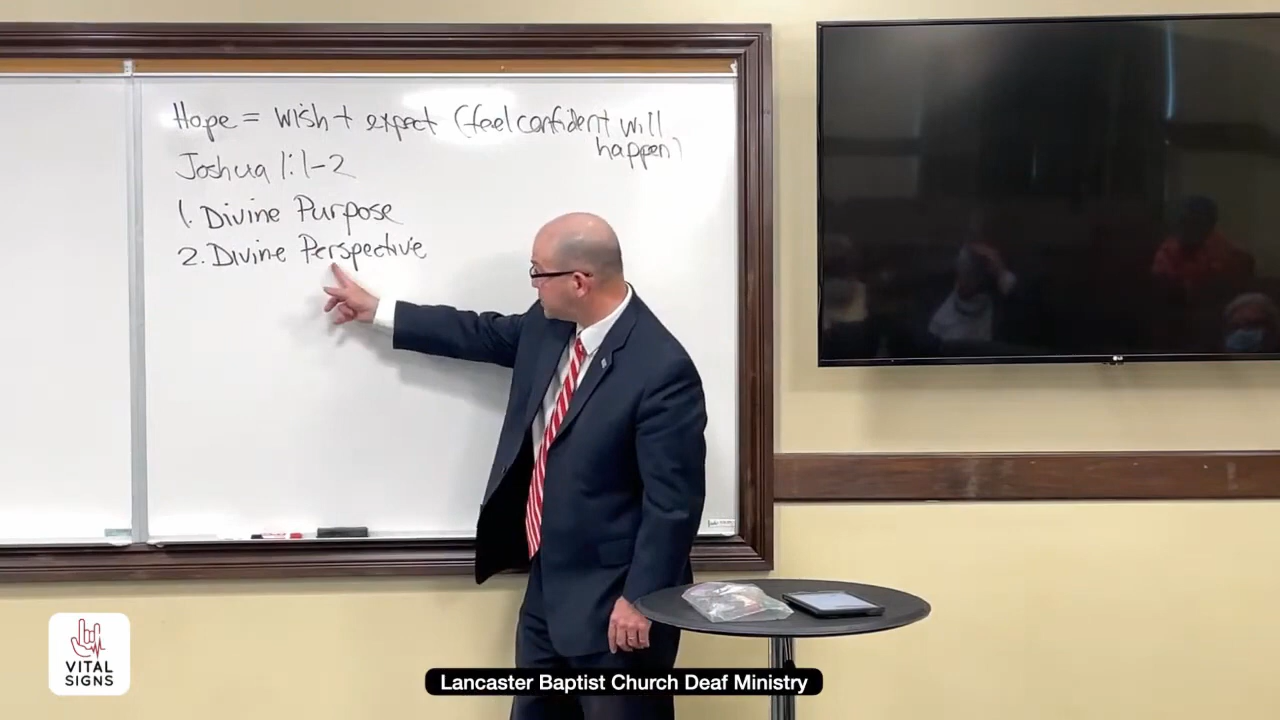 Hope = wish + expect (feel confident will
happen)
Joshua 1:1-2
1. Divine Purpose
2. Divine Perspective
LG
VITAL
SIGNS
Lancaster Baptist Church Deaf Ministry